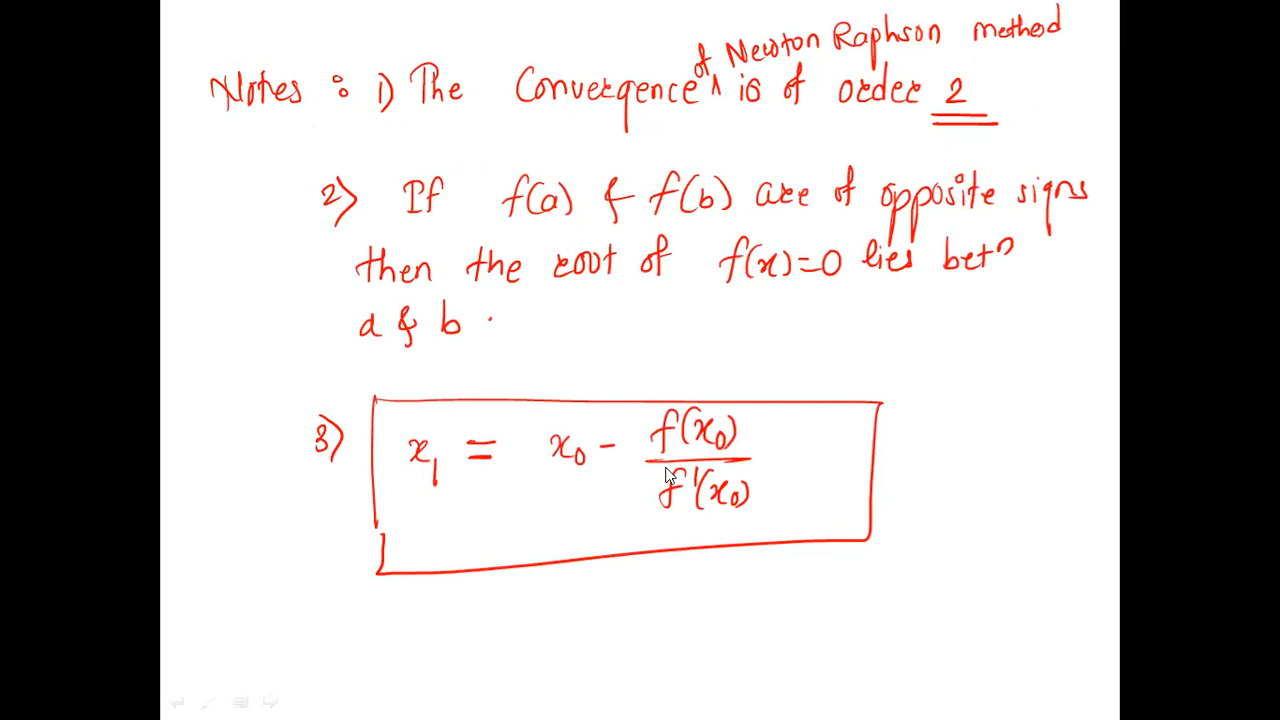 Notes : 1) The Convergence ^of Newton Raphson method is of order 2
2) If f(a) & f(b) are of opposite signs
then the root of f(x)=0 lies betn
a & b .
3) x₁ = x₀ - f(x₀)/f'(x₀)